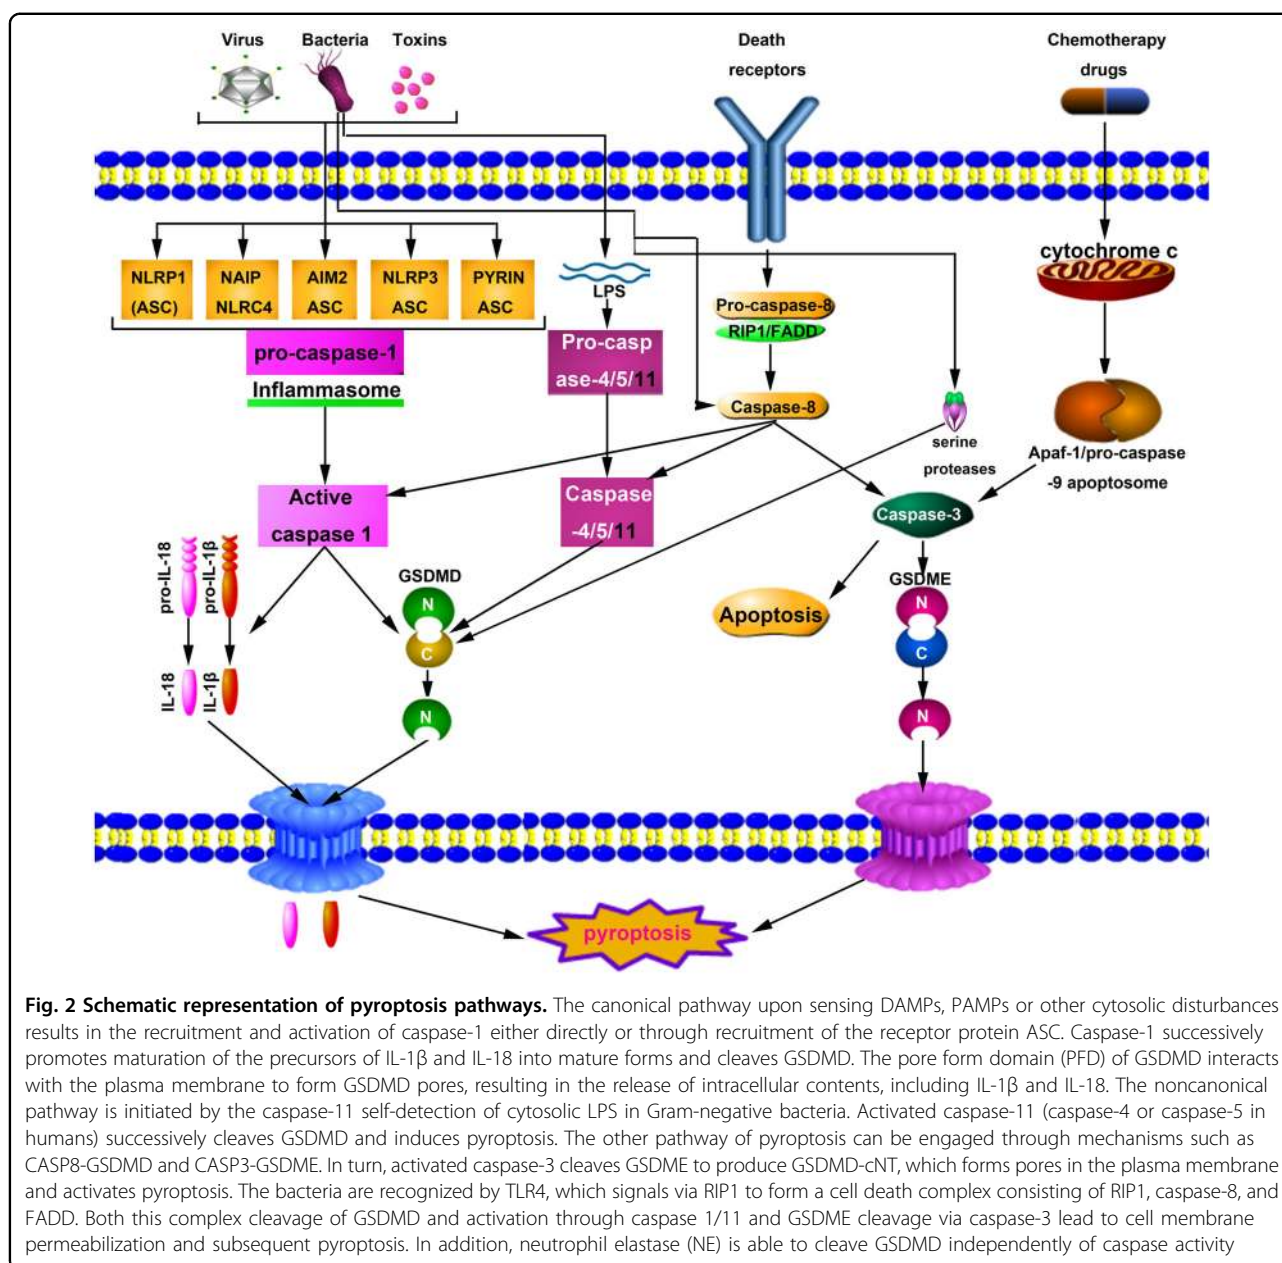 Virus Bacteria Toxins
Death
receptors
Chemotherapy
drugs
NLRP1
(ASC)
NAIP
NLRC4
AIM2
ASC
NLRP3
ASC
PYRIN
ASC
LPS
Pro-caspase-8
RIP1/FADD
cytochrome c
pro-caspase-1
Inflammasome
Pro-casp
ase-4/5/11
Caspase-8
serine
proteases
Apaf-1/pro-caspase
-9 apoptosome
Active
caspase 1
Caspase
-4/5/11
Caspase-3
pro-IL-18
pro-IL-1β
GSDMD
N
C
GSDME
N
C
Apoptosis
IL-18
IL-1β
N
N
pyroptosis
Fig. 2 Schematic representation of pyroptosis pathways. The canonical pathway upon sensing DAMPs, PAMPs or other cytosolic disturbances
results in the recruitment and activation of caspase-1 either directly or through recruitment of the receptor protein ASC. Caspase-1 successively
promotes maturation of the precursors of IL-1β and IL-18 into mature forms and cleaves GSDMD. The pore form domain (PFD) of GSDMD interacts
with the plasma membrane to form GSDMD pores, resulting in the release of intracellular contents, including IL-1β and IL-18. The noncanonical
pathway is initiated by the caspase-11 self-detection of cytosolic LPS in Gram-negative bacteria. Activated caspase-11 (caspase-4 or caspase-5 in
humans) successively cleaves GSDMD and induces pyroptosis. The other pathway of pyroptosis can be engaged through mechanisms such as
CASP8-GSDMD and CASP3-GSDME. In turn, activated caspase-3 cleaves GSDME to produce GSDMD-cNT, which forms pores in the plasma membrane
and activates pyroptosis. The bacteria are recognized by TLR4, which signals via RIP1 to form a cell death complex consisting of RIP1, caspase-8, and
FADD. Both this complex cleavage of GSDMD and activation through caspase 1/11 and GSDME cleavage via caspase-3 lead to cell membrane
permeabilization and subsequent pyroptosis. In addition, neutrophil elastase (NE) is able to cleave GSDMD independently of caspase activity